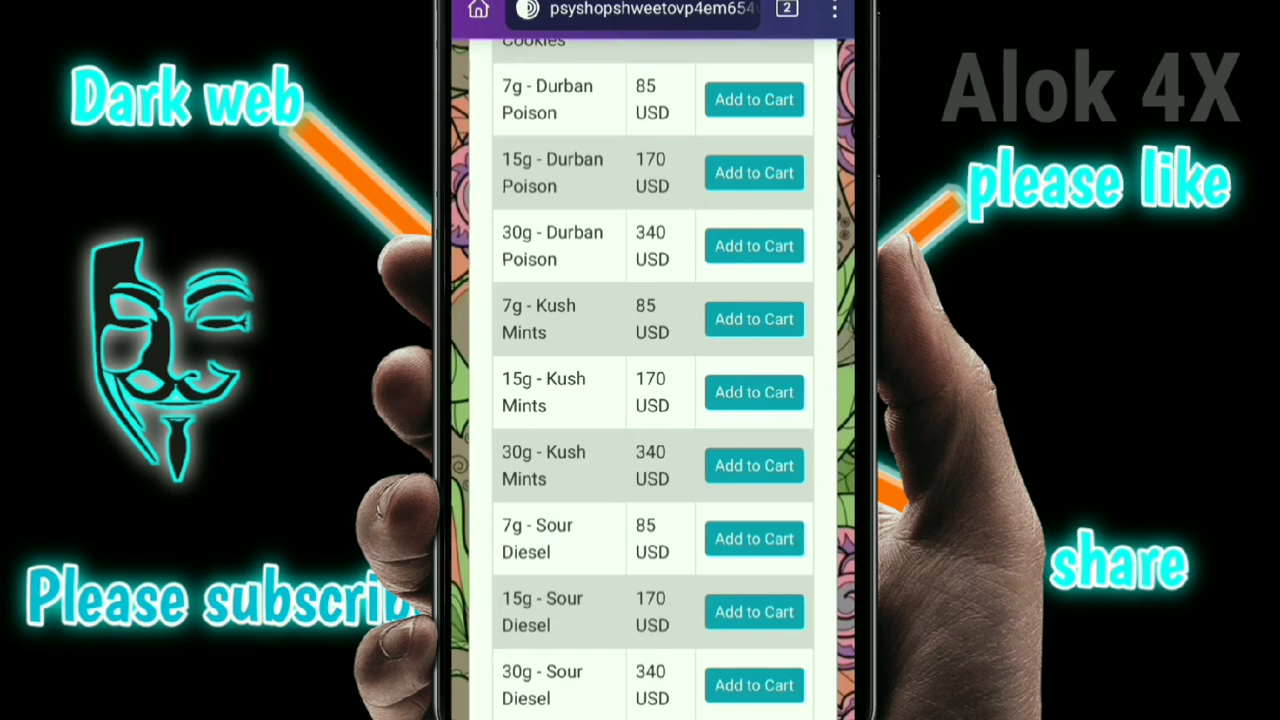 psyshopshweetovp4em654
2
Dark web
Alok 4X
please like
Please subscrib
share
Cookies
7g - Durban
Poison
85
USD
Add to Cart
15g - Durban
Poison
170
USD
Add to Cart
30g - Durban
Poison
340
USD
Add to Cart
7g - Kush
Mints
85
USD
Add to Cart
15g - Kush
Mints
170
USD
Add to Cart
30g - Kush
Mints
340
USD
Add to Cart
7g - Sour
Diesel
85
USD
Add to Cart
15g - Sour
Diesel
170
USD
Add to Cart
30g - Sour
Diesel
340
USD
Add to Cart